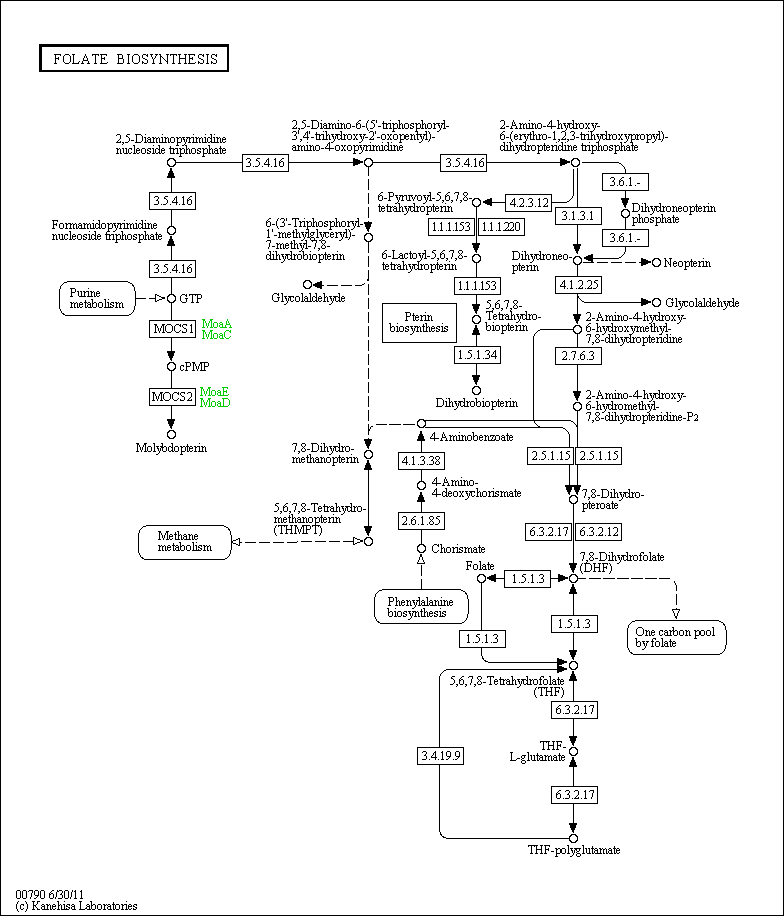 FOLATE BIOSYNTHESIS
2,5-Diaminopyrimidine
nucleoside triphosphate
2,5-Diamino-6-(5'-triphosphoryl-
3',4'-trihydroxy-2'-oxopentyl)-
amino-4-oxopyrimidine
2-Amino-4-hydroxy-
6-(erythro-1,2,3-trihydroxypropyl)-
dihydropteridine triphosphate
3.5.4.16
3.5.4.16
3.6.1.-
3.5.4.16
6-Pyruvoyl-5,6,7,8-
tetrahydropterin
4.2.3.12
3.1.3.1
Dihydroneopterin
phosphate
Formamidopyrimidine
nucleoside triphosphate
6-(3'-Triphosphoryl-
1'-methylglyceryl)-
7-methyl-7,8-
dihydrobiopterin
1.1.1.153
1.1.1.220
3.6.1.-
3.5.4.16
6-Lactoyl-5,6,7,8-
tetrahydropterin
Dihydroneo-
pterin
Neopterin
Purine
metabolism
GTP
Glycolaldehyde
1.1.1.153
4.1.2.25
Glycolaldehyde
MOCS1
MoaA
MoaC
Pterin
biosynthesis
5,6,7,8-
Tetrahydro-
biopterin
2-Amino-4-hydroxy-
6-hydroxymethyl-
7,8-dihydropteridine
1.5.1.34
2.7.6.3
cPMP
MOCS2
MoaE
MoaD
Dihydrobiopterin
2-Amino-4-hydroxy-
6-hydromethyl-
7,8-dihydropteridine-P2
Molybdopterin
7,8-Dihydro-
methanopterin
4-Aminobenzoate
4.1.3.38
2.5.1.15
2.5.1.15
4-Amino-
4-deoxychorismate
7,8-Dihydro-
pteroate
5,6,7,8-Tetrahydro-
methanopterin
(THMPT)
2.6.1.85
6.3.2.17
6.3.2.12
Methane
metabolism
Chorismate
7,8-Dihydrofolate
(DHF)
Folate
1.5.1.3
Phenylalanine
biosynthesis
1.5.1.3
1.5.1.3
One carbon pool
by folate
5,6,7,8-Tetrahydrofolate
(THF)
6.3.2.17
3.4.19.9
THF-
L-glutamate
6.3.2.17
THF-polyglutamate
00790 6/30/11
(c) Kanehisa Laboratories